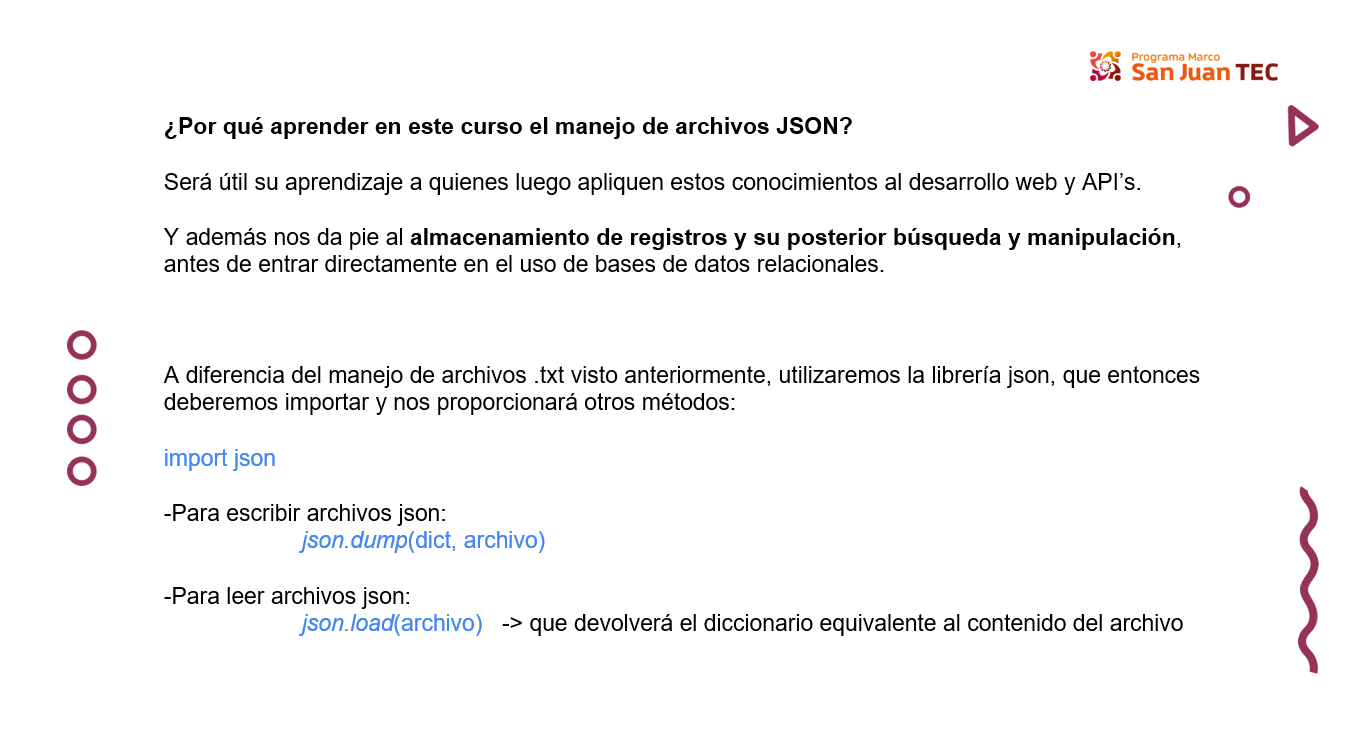 Programa Marco
San Juan TEC
¿Por qué aprender en este curso el manejo de archivos JSON?
Será útil su aprendizaje a quienes luego apliquen estos conocimientos al desarrollo web y API’s.
Y además nos da pie al almacenamiento de registros y su posterior búsqueda y manipulación,
antes de entrar directamente en el uso de bases de datos relacionales.
A diferencia del manejo de archivos .txt visto anteriormente, utilizaremos la librería json, que entonces
deberemos importar y nos proporcionará otros métodos:
import json
-Para escribir archivos json:
json.dump(dict, archivo)
-Para leer archivos json:
json.load(archivo) -> que devolverá el diccionario equivalente al contenido del archivo